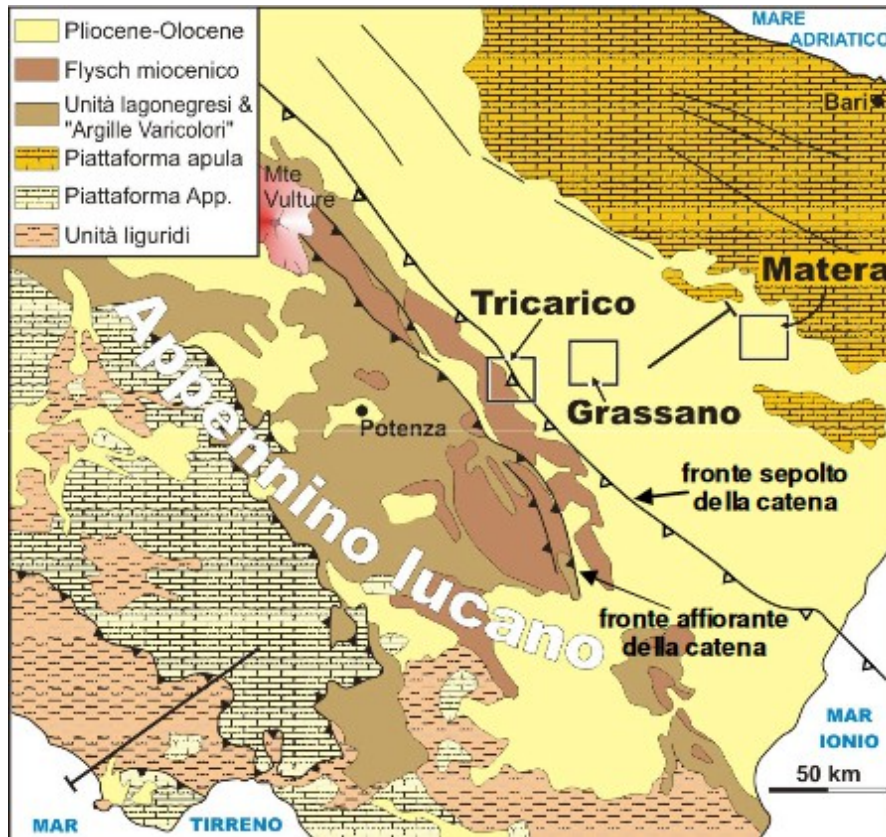 Pliocene-Olocene
Flysch miocenico
Unità lagonegresi &
"Argille Varicolori"
Piattaforma apula
Piattaforma App.
Unità liguridi
MARE
ADRIATICO
Bari
Mte
Vulture
Matera
Tricarico
Grassano
Potenza
Appennino lucano
fronte sepolto
della catena
fronte affiorante
della catena
MAR
IONIO
50 km
MAR
TIRRENO